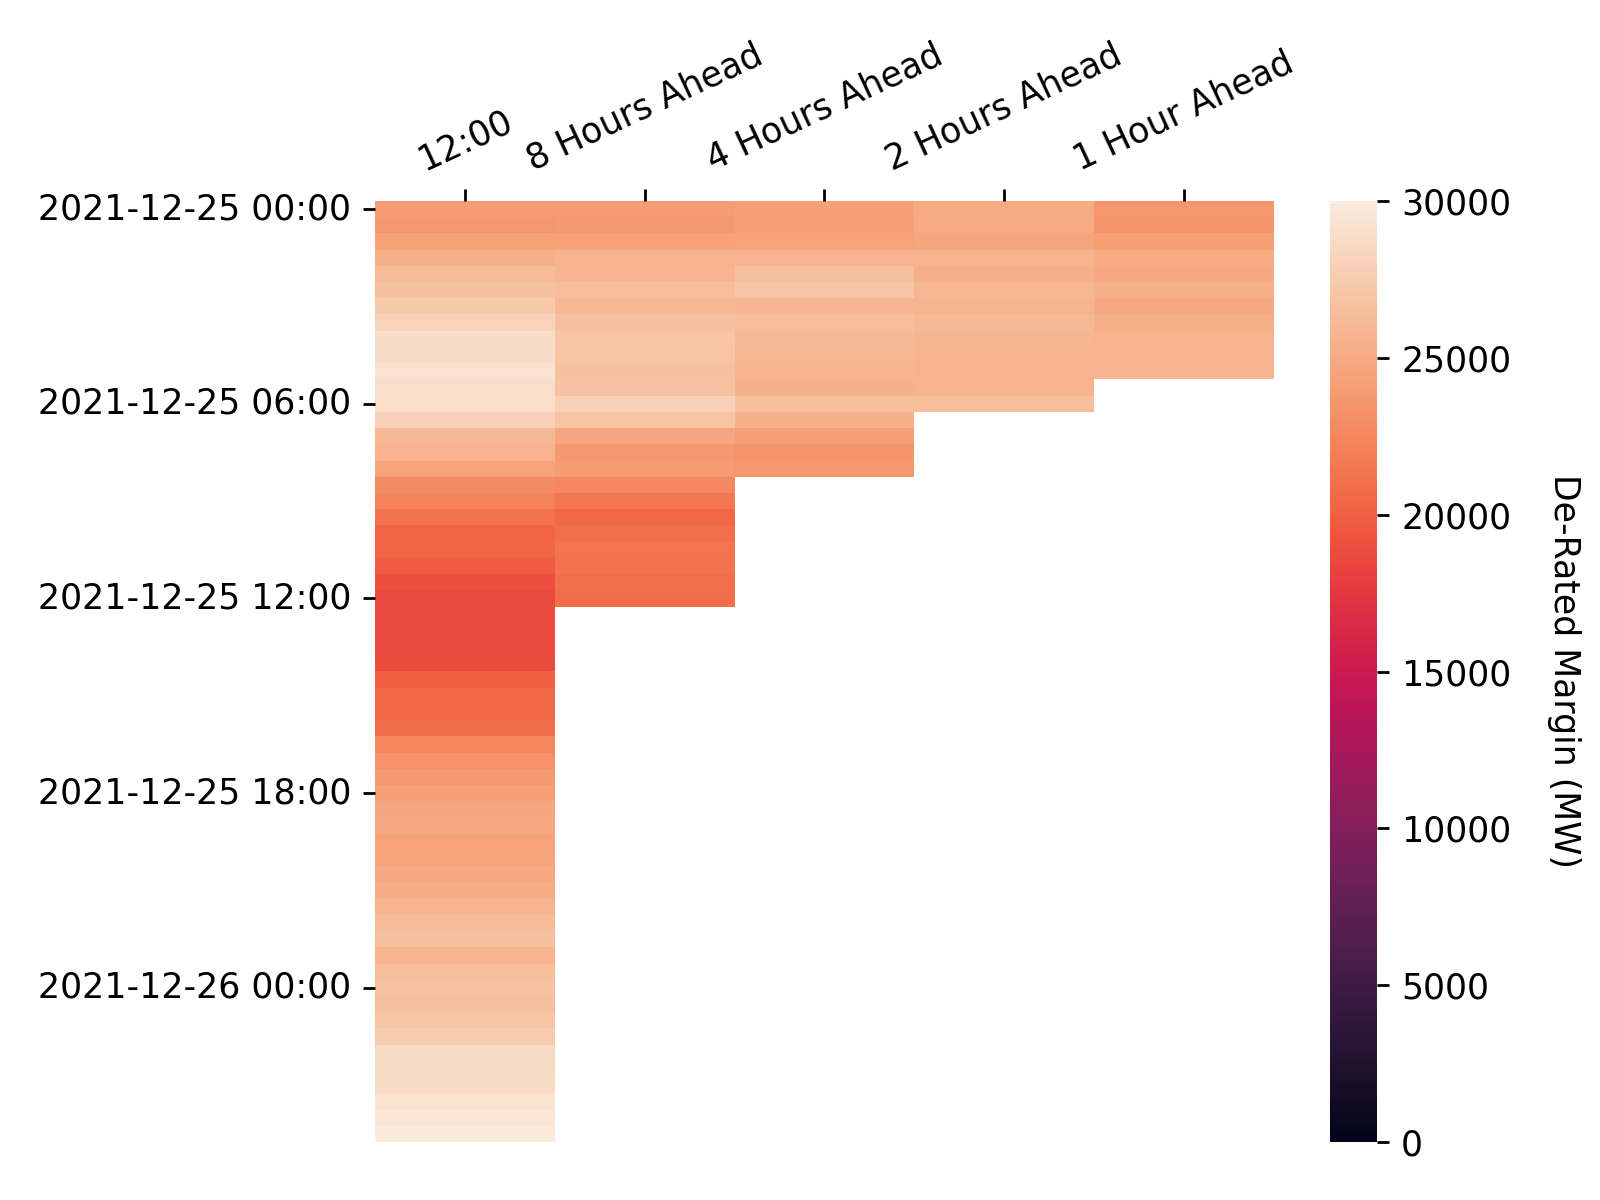 12:00
8 Hours Ahead
4 Hours Ahead
2 Hours Ahead
1 Hour Ahead
2021-12-25 00:00
2021-12-25 06:00
2021-12-25 12:00
2021-12-25 18:00
2021-12-26 00:00
30000
25000
20000
15000
10000
5000
0
De-Rated Margin (MW)